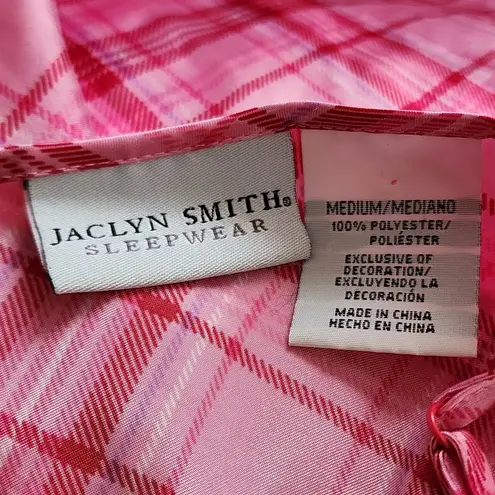 JACLYN SMITH®
SLEEPWEAR
MEDIUM/MEDIANO
100% POLYESTER/
POLIÉSTER
EXCLUSIVE OF
DECORATION/
EXCLUYENDO LA
DECORACIÓN
MADE IN CHINA
HECHO EN CHINA